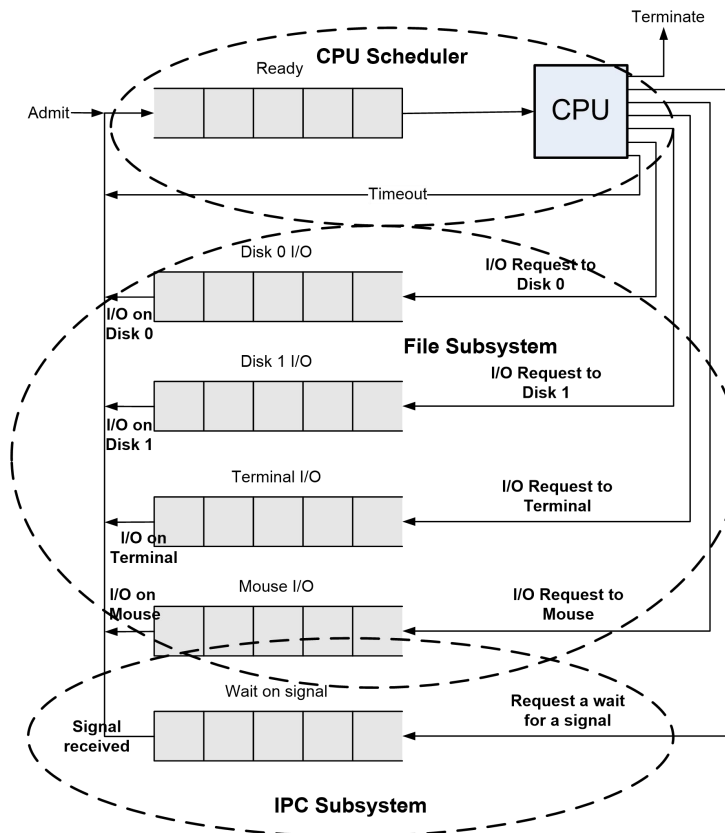 Terminate
CPU Scheduler
Ready
Admit
CPU
Timeout
Disk 0 I/O
I/O Request to
Disk 0
I/O on
Disk 0
File Subsystem
Disk 1 I/O
I/O Request to
Disk 1
I/O on
Disk 1
Terminal I/O
I/O Request to
Terminal
I/O on
Terminal
Mouse I/O
I/O Request to
Mouse
I/O on
Mouse
Wait on signal
Request a wait
for a signal
Signal
received
IPC Subsystem